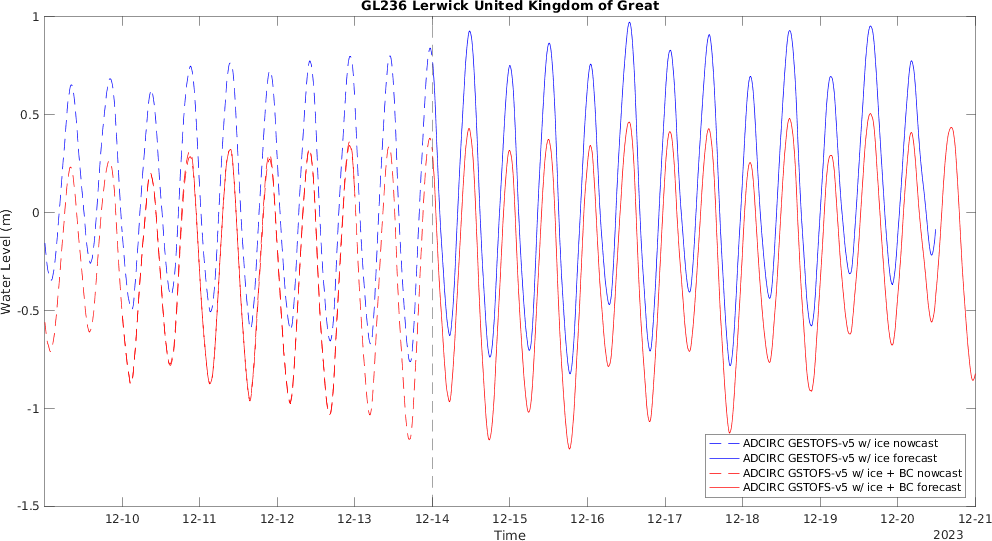 GL236 Lerwick United Kingdom of Great
1
0.5
0
-0.5
-1
-1.5
Water Level (m)
ADCIRC GESTOFS-v5 w/ ice nowcast
ADCIRC GESTOFS-v5 w/ ice forecast
ADCIRC GSTOFS-v5 w/ ice + BC nowcast
ADCIRC GSTOFS-v5 w/ ice + BC forecast
12-10 12-11 12-12 12-13 12-14 12-15 12-16 12-17 12-18 12-19 12-20 12-21
Time
2023